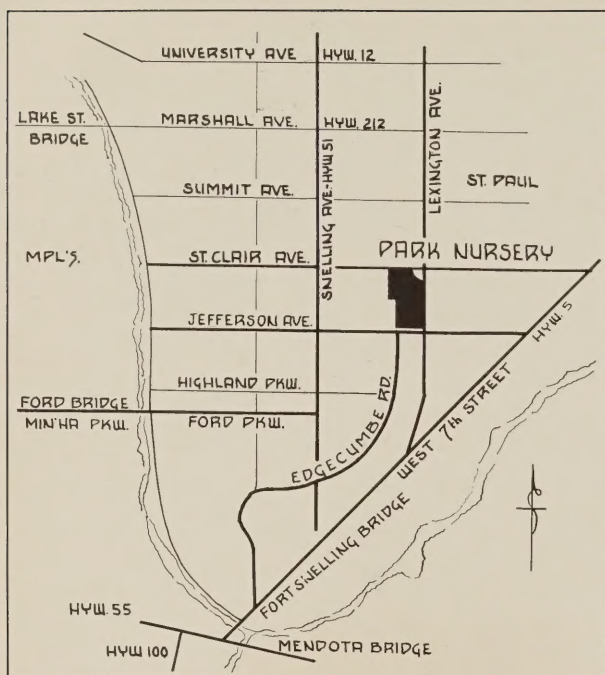 UNIVERSITY AVE HYW. 12
LEXINGTON AVE.
LAKE ST. BRIDGE
MARSHALL AVE. HYW. 212
SNELLING AVE.-HYW 51
SUMMIT AVE.
ST. PAUL
MPL'S.
ST. CLAIR AVE.
PARK NURSERY
JEFFERSON AVE.
HYW. 5
HIGHLAND PKW.
FORD BRIDGE
MIN'HA PKW.
FORD PKW.
EDGECUMBE RD.
WEST 7th STREET
FORT SNELLING BRIDGE
HYW. 55
HYW 100
MENDOTA BRIDGE